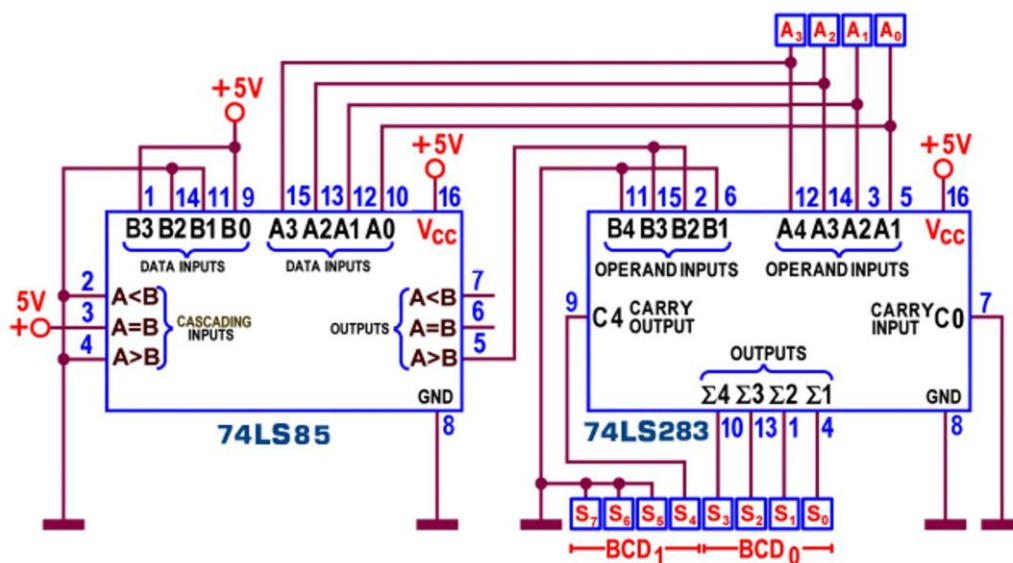 A₃ A₂ A₁ A₀
+5V
+5V
+5V
1 14 11 9 15 13 12 10 16
11 15 2 6 12 14 3 5 16
B3 B2 B1 B0 A3 A2 A1 A0 VCC
B4 B3 B2 B1 A4 A3 A2 A1 VCC
DATA INPUTS DATA INPUTS
OPERAND INPUTS OPERAND INPUTS
5V
+
2 A<B
3 A=B
4 A>B
CASCADING
INPUTS
OUTPUTS
A<B 7
A=B 6
A>B 5
GND
8
74LS85
9 C4 CARRY
OUTPUT
CARRY
INPUT C0 7
OUTPUTS
Σ4 Σ3 Σ2 Σ1
GND
74LS283
10 13 1 4 8
S₇ S₆ S₅ S₄ S₃ S₂ S₁ S₀
BCD₁ BCD₀